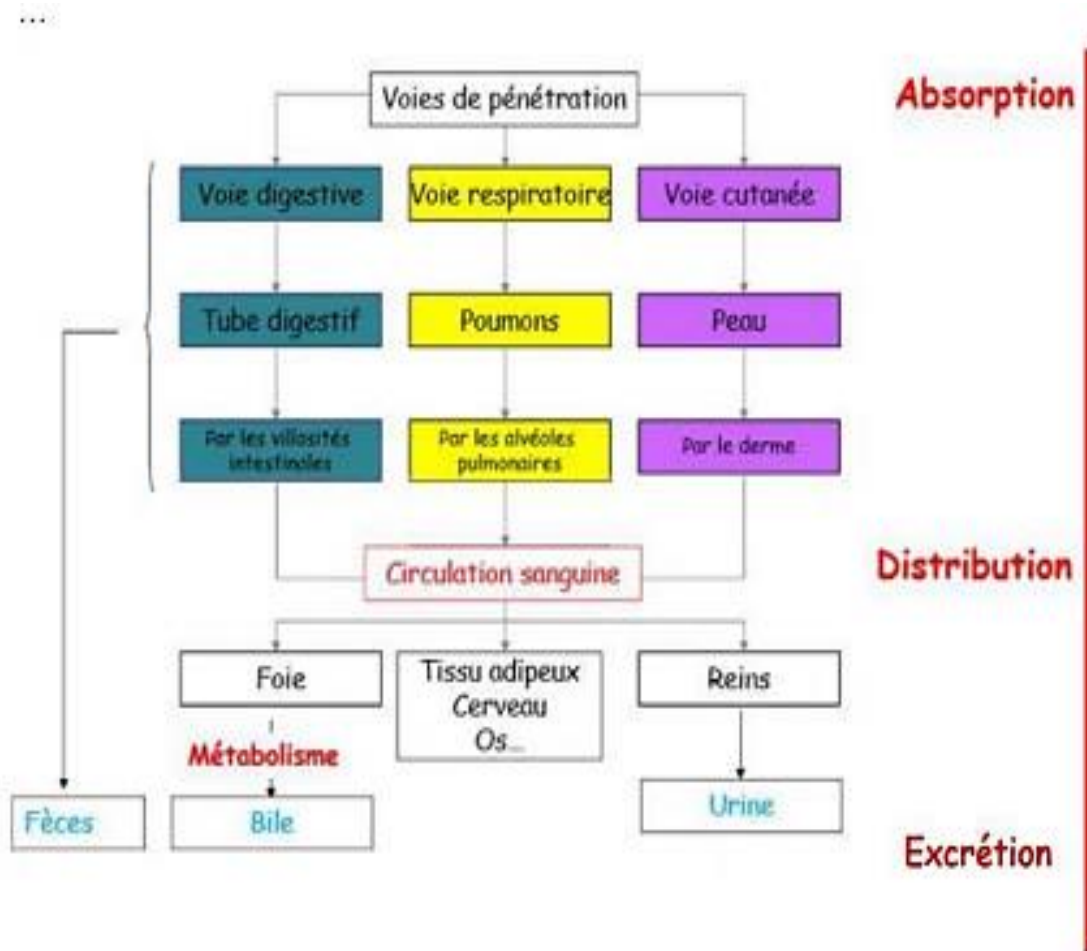 ...
Voies de pénétration
Absorption
Voie digestive
Voie respiratoire
Voie cutanée
Tube digestif
Poumons
Peau
Par les villosités
intestinales
Par les alvéoles
pulmonaires
Par le derme
Circulation sanguine
Distribution
Foie
Tissu adipeux
Cerveau
Os...
Reins
Métabolisme
Fèces
Bile
Urine
Excrétion